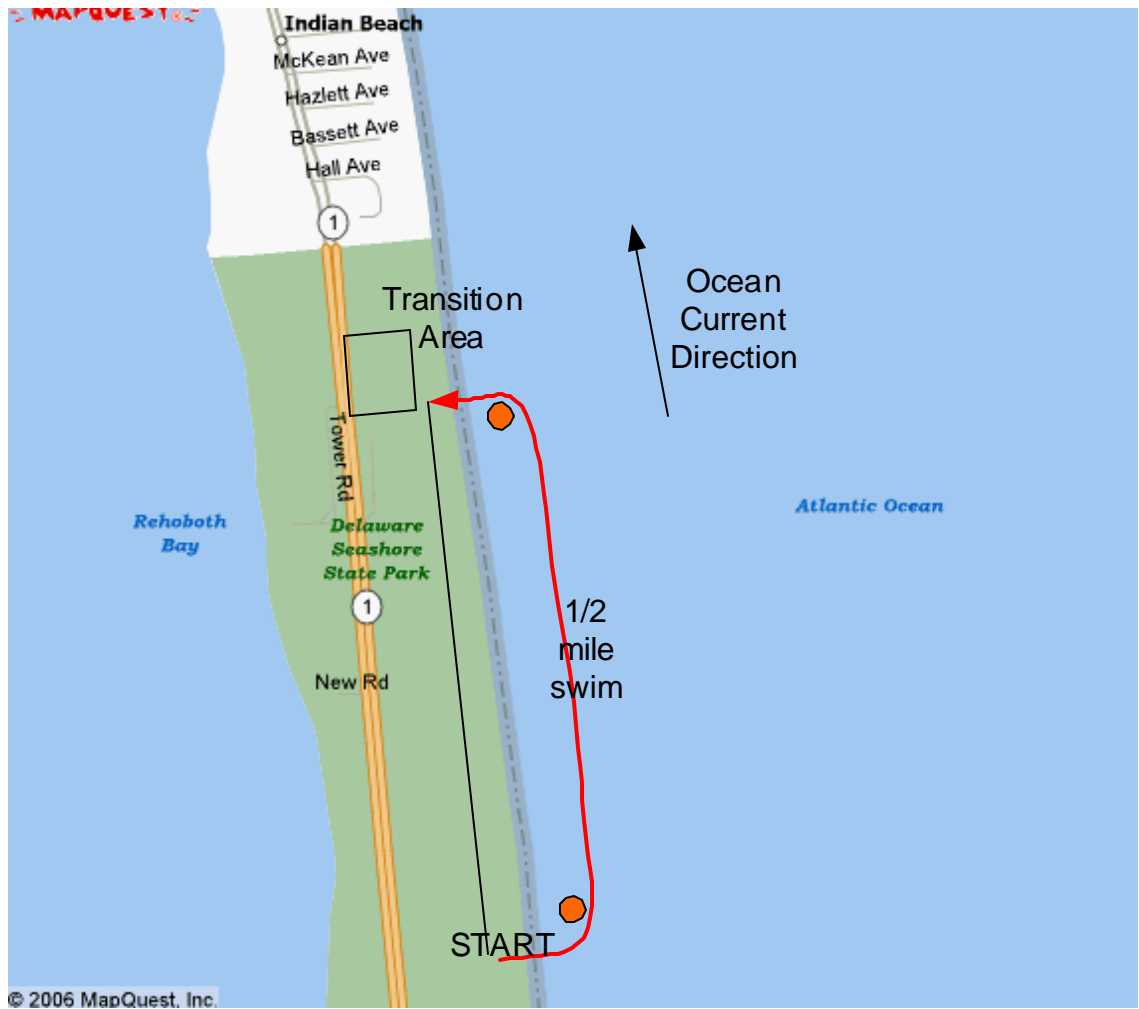 MAPQUEST
Indian Beach
McKean Ave
Hazlett Ave
Bassett Ave
Hall Ave
1
Transition
Area
Ocean
Current
Direction
Tower Rd
Atlantic Ocean
Rehoboth
Bay
Delaware
Seashore
State Park
1
1/2
mile
swim
New Rd
START
© 2006 MapQuest, Inc.